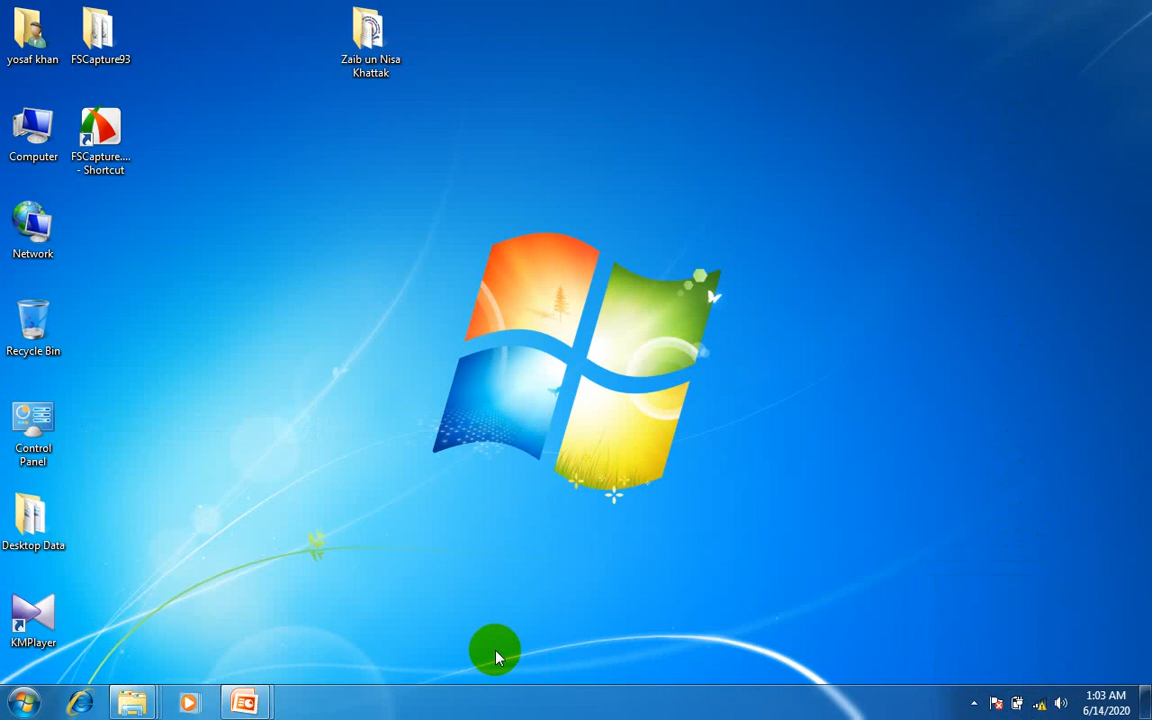 yosaf khan
FSCapture93
Zaib un Nisa
Khattak
Computer
FSCapture....
- Shortcut
Network
Recycle Bin
Control
Panel
Desktop Data
KMPlayer
1:03 AM
6/14/2020